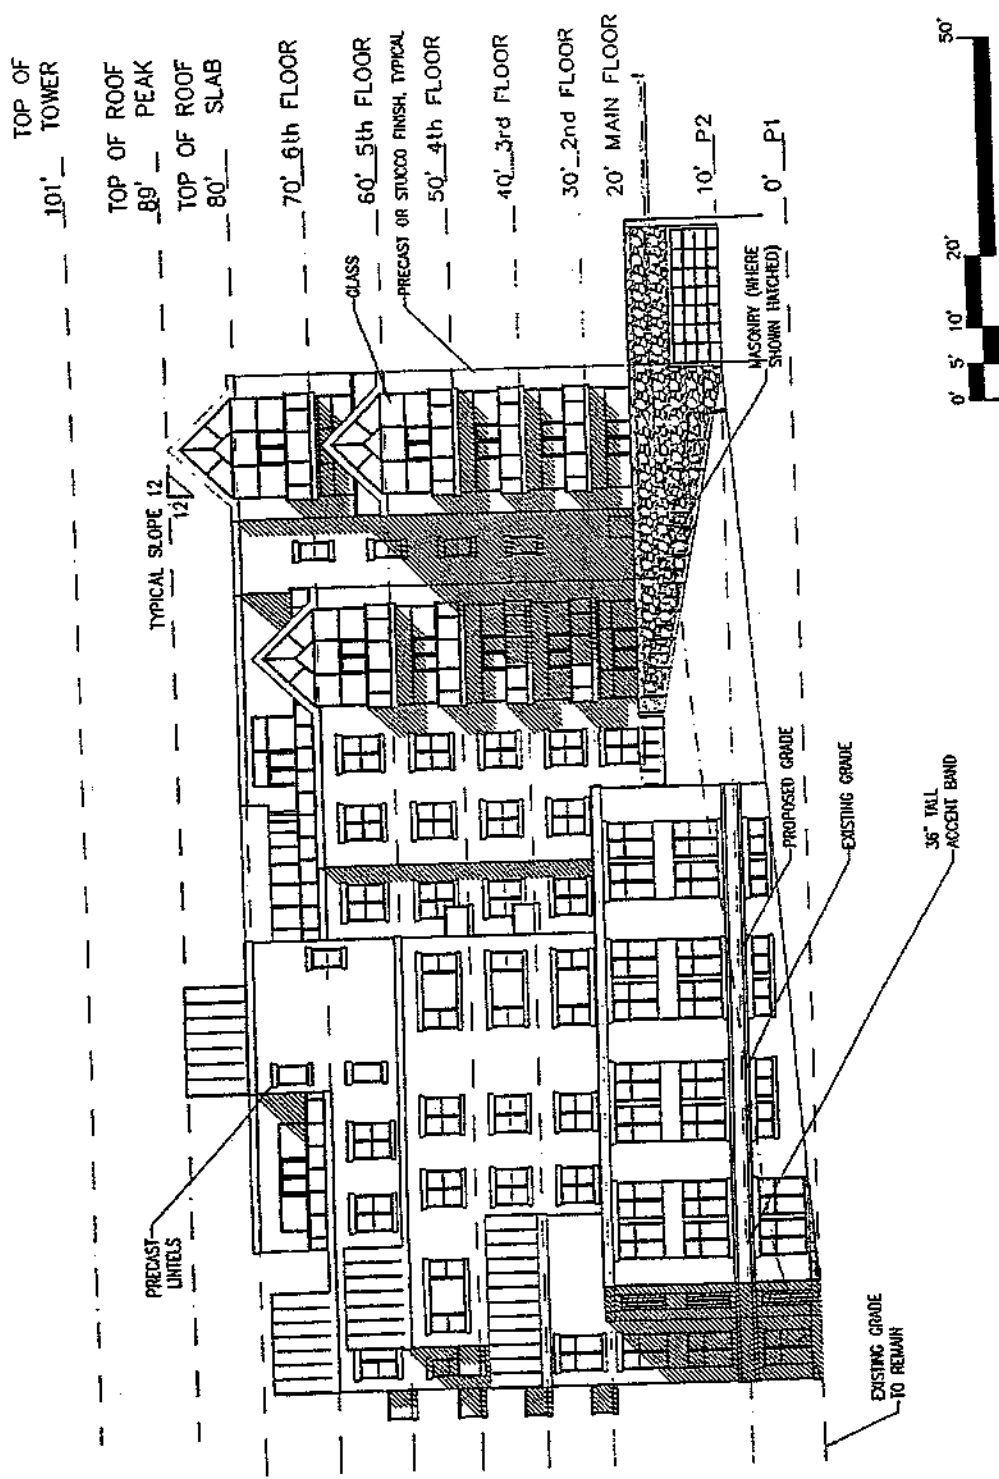 TOP OF
101' TOWER
TOP OF ROOF
89' PEAK
TOP OF ROOF
80' SLAB
70' 6th FLOOR
60' 5th FLOOR
PRECAST OR STUCCO FINISH, TYPICAL
50' 4th FLOOR
40' 3rd FLOOR
30' 2nd FLOOR
20' MAIN FLOOR
10' P2
0' P1
GLASS
MASONRY (WHERE
SHOWN HATCHED)
TYPICAL SLOPE 12
12
PROPOSED GRADE
EXISTING GRADE
36" TALL
ACCENT BAND
PRECAST
LINTELS
EXISTING GRADE
TO REMAIN
0' 5' 10' 20' 50'